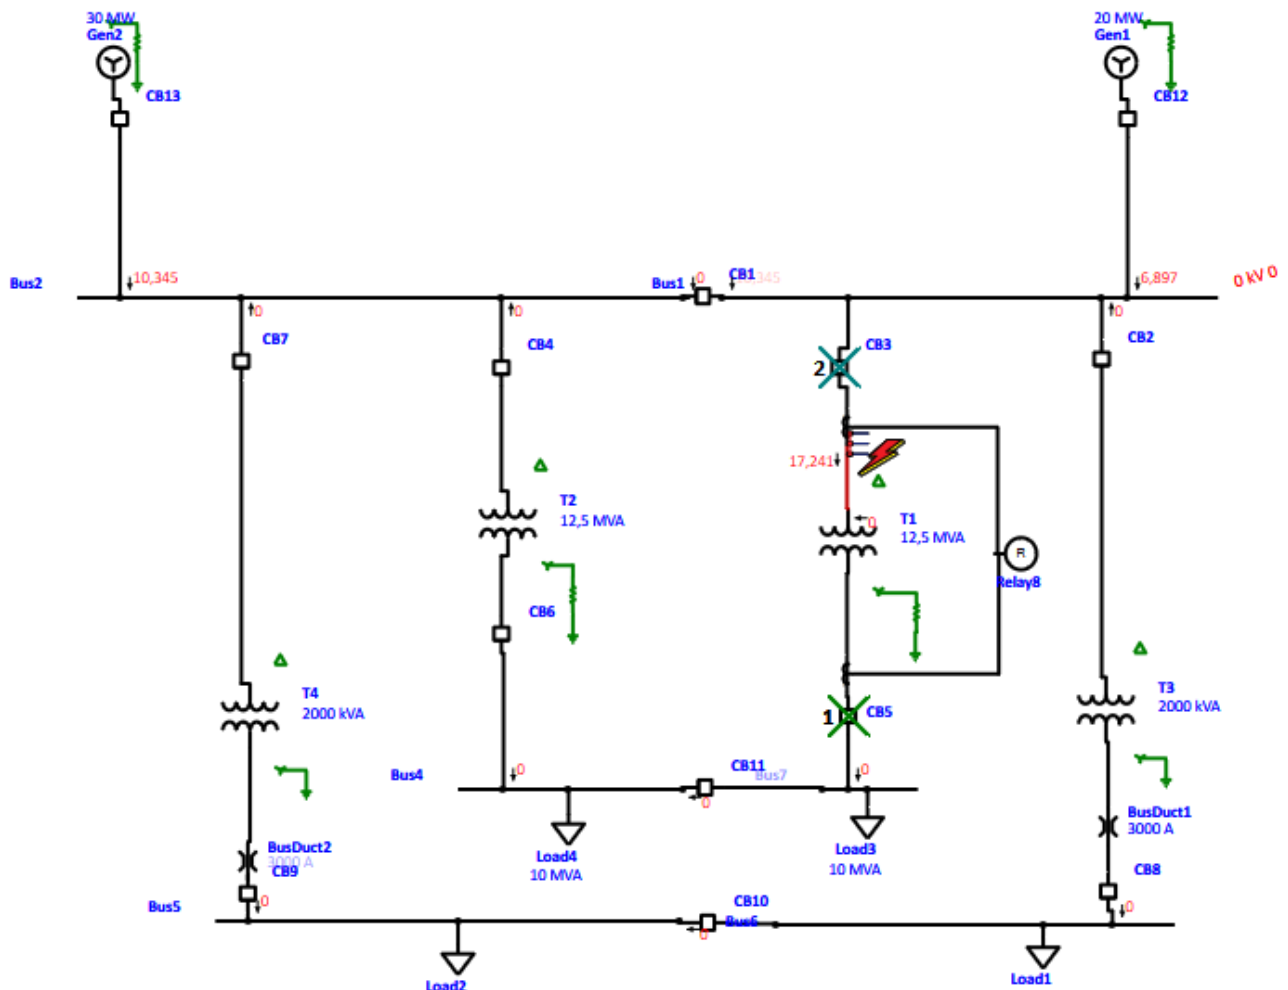 30 MW
Gen2
CB13
20 MW
Gen1
CB12
Bus2
10,345
Bus1
0
CB1
6,897
0 kV 0
0
0
0
CB7
CB4
CB3
2
CB2
17,241
T2
12,5 MVA
0
T1
12,5 MVA
R
Relay8
CB6
T4
2000 kVA
T3
2000 kVA
1
CB5
Bus4
0
CB11
Bus7
0
0
BusDuct1
3000 A
Load4
10 MVA
Load3
10 MVA
BusDuct2
3000 A
CB9
CB8
Bus5
0
CB10
Bus6
0
0
Load2
Load1